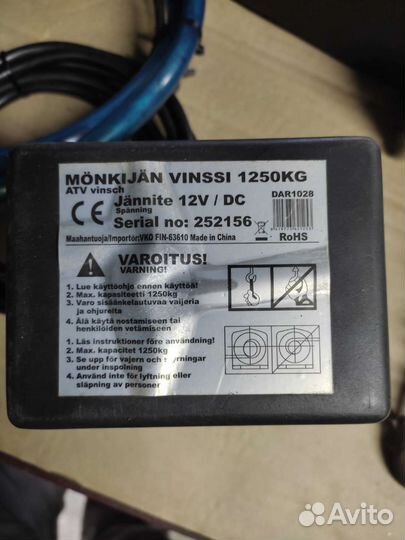 MÖNKIJÄN VINSSI 1250KG
ATV vinsch
DAR1028
CE
Jännite 12V / DC
Spänning
Serial no: 252156
Maahantuoja/Importör:VKO FIN-63610 Made in China
RoHS
VAROITUS!
VARNING!
1. Lue käyttöohjo ennen käyttöä!
2. Max. kapasiteetti 1250kg
3. Varo sisäänkelautuvaa vaijeria
ja ohjureita
4. Älä käytä nostamiseen tai
henkilöiden vetämiseen
1. Läs instruktioner före användning!
2. Max. kapacitet 1250kg
3. Se upp för vajern och styrningar
under inspolning
4. Använd inte för lyftning eller
släpning av personer
Avito